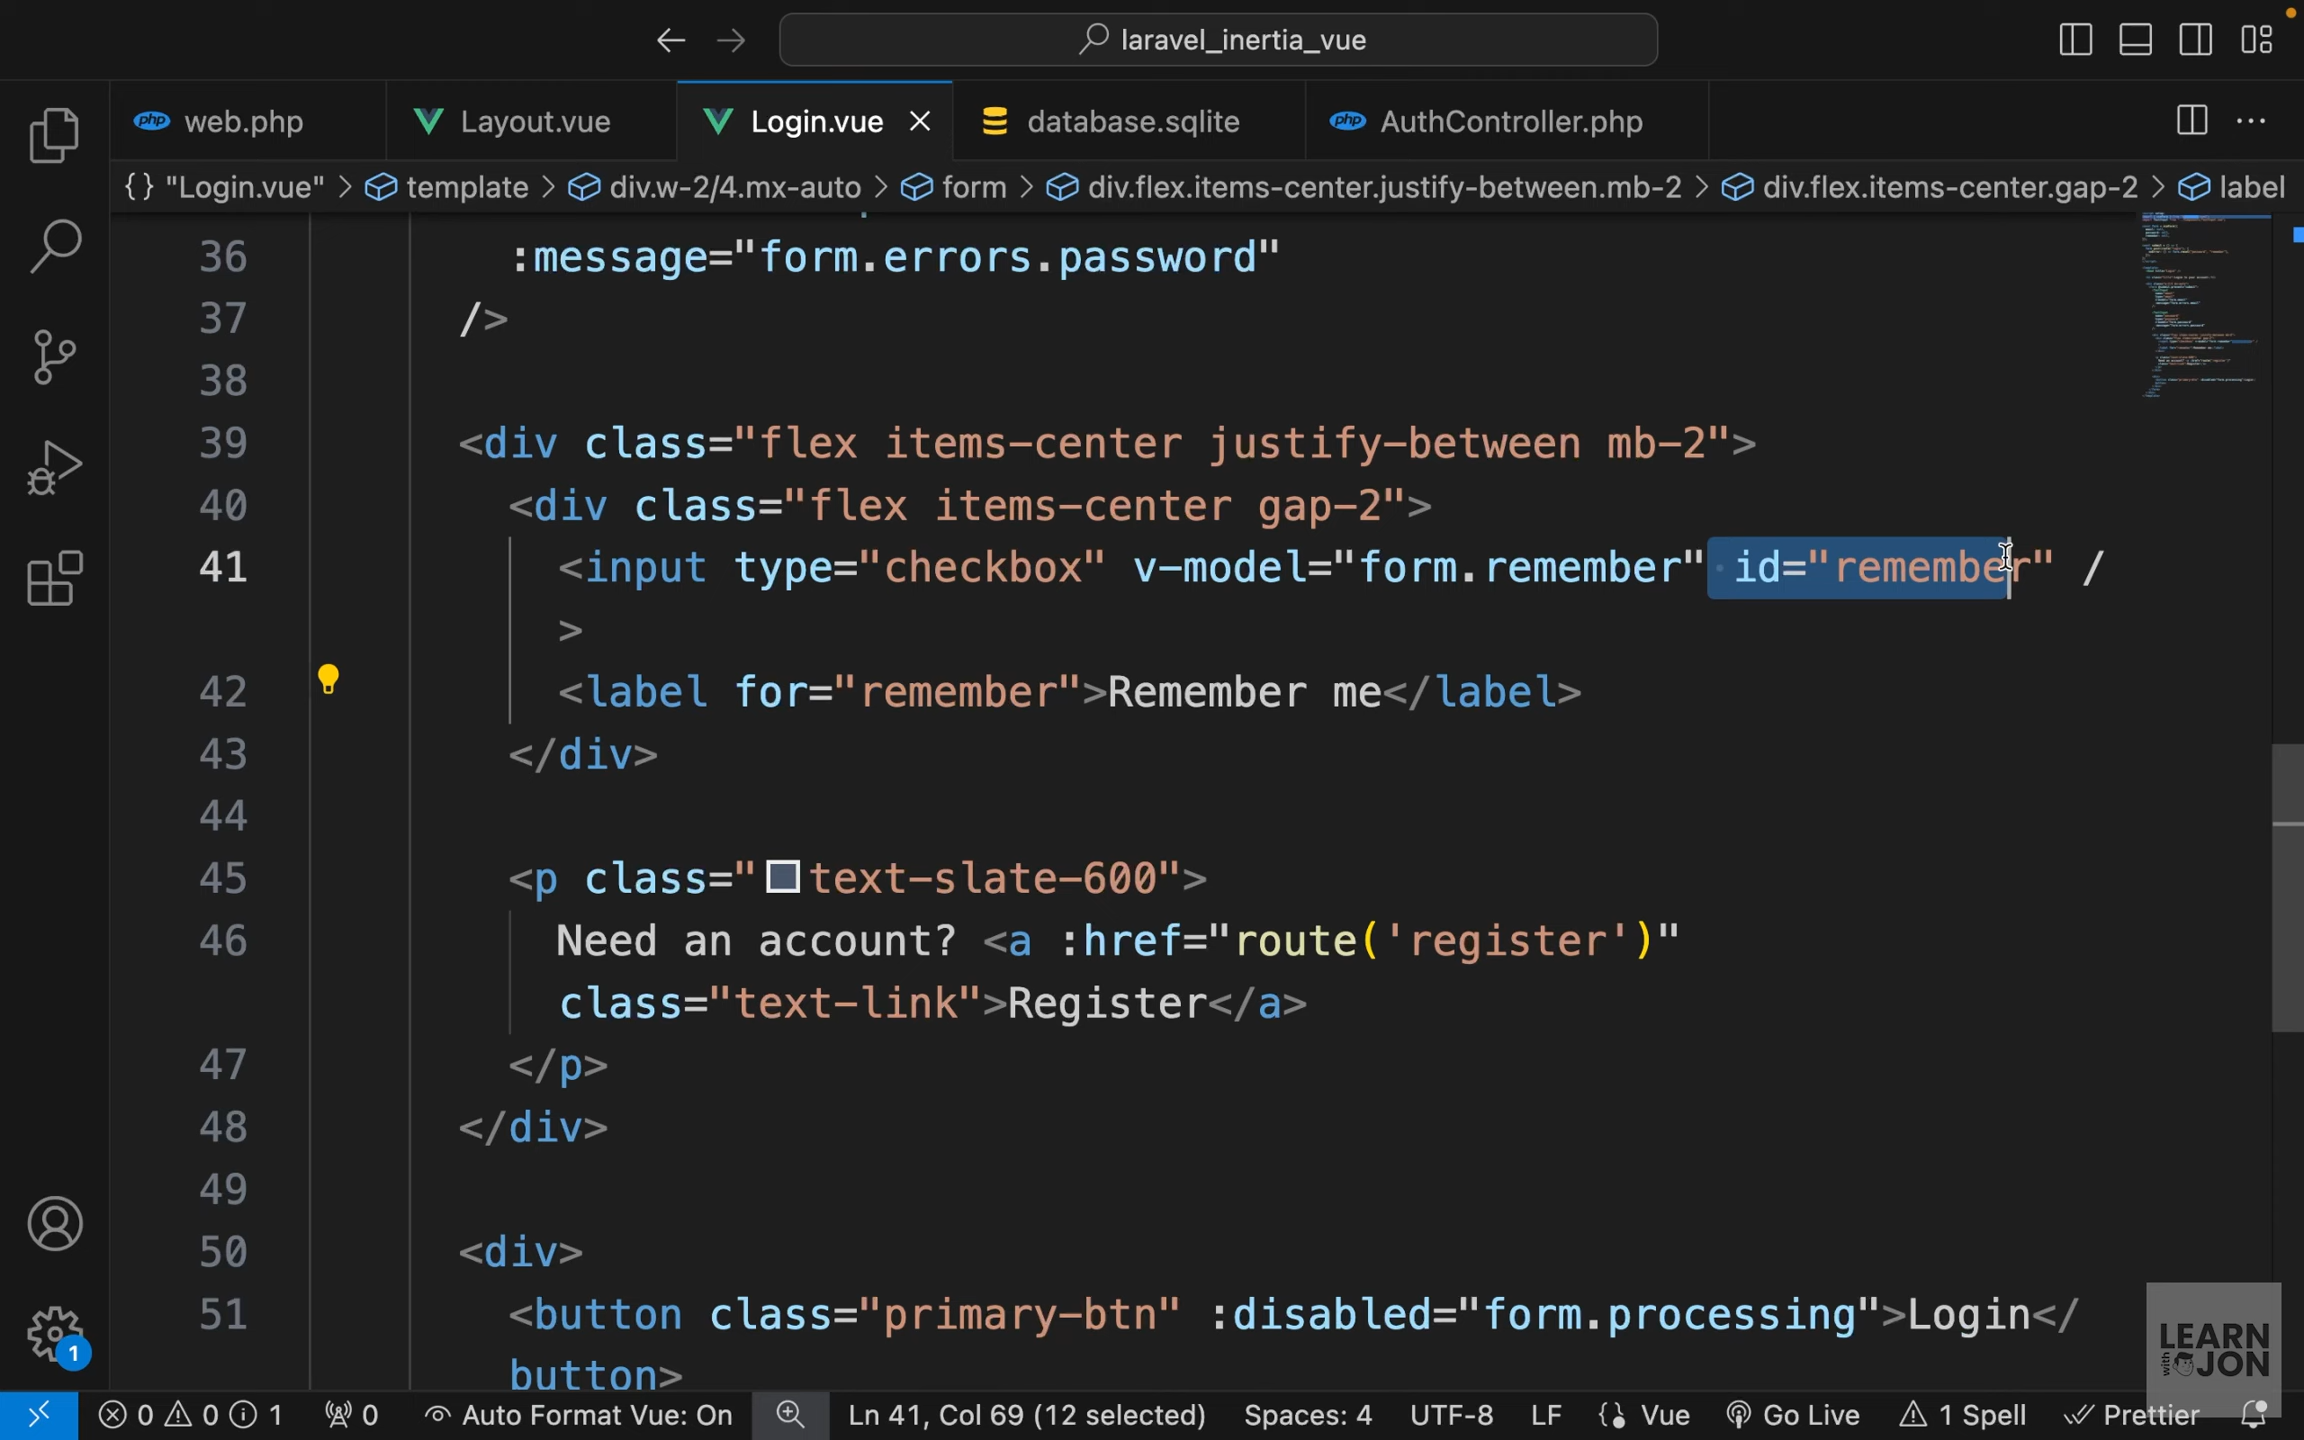 laravel_inertia_vue
php web.php Layout.vue Login.vue database.sqlite php AuthController.php
{} "Login.vue" > template > div.w-2/4.mx-auto > form > div.flex.items-center.justify-between.mb-2 > div.flex.items-center.gap-2 > label
36 :message="form.errors.password"
37 />
38
39 <div class="flex items-center justify-between mb-2">
40 <div class="flex items-center gap-2">
41 <input type="checkbox" v-model="form.remember" id="remember" /
>
42 <label for="remember">Remember me</label>
43 </div>
44
45 <p class="text-slate-600">
46 Need an account? <a :href="route('register')"
class="text-link">Register</a>
47 </p>
48 </div>
49
50 <div>
51 <button class="primary-btn" :disabled="form.processing">Login</
button>
LEARN
with JON
1
0 0 1 0 Auto Format Vue: On Ln 41, Col 69 (12 selected) Spaces: 4 UTF-8 LF Vue Go Live 1 Spell Prettier